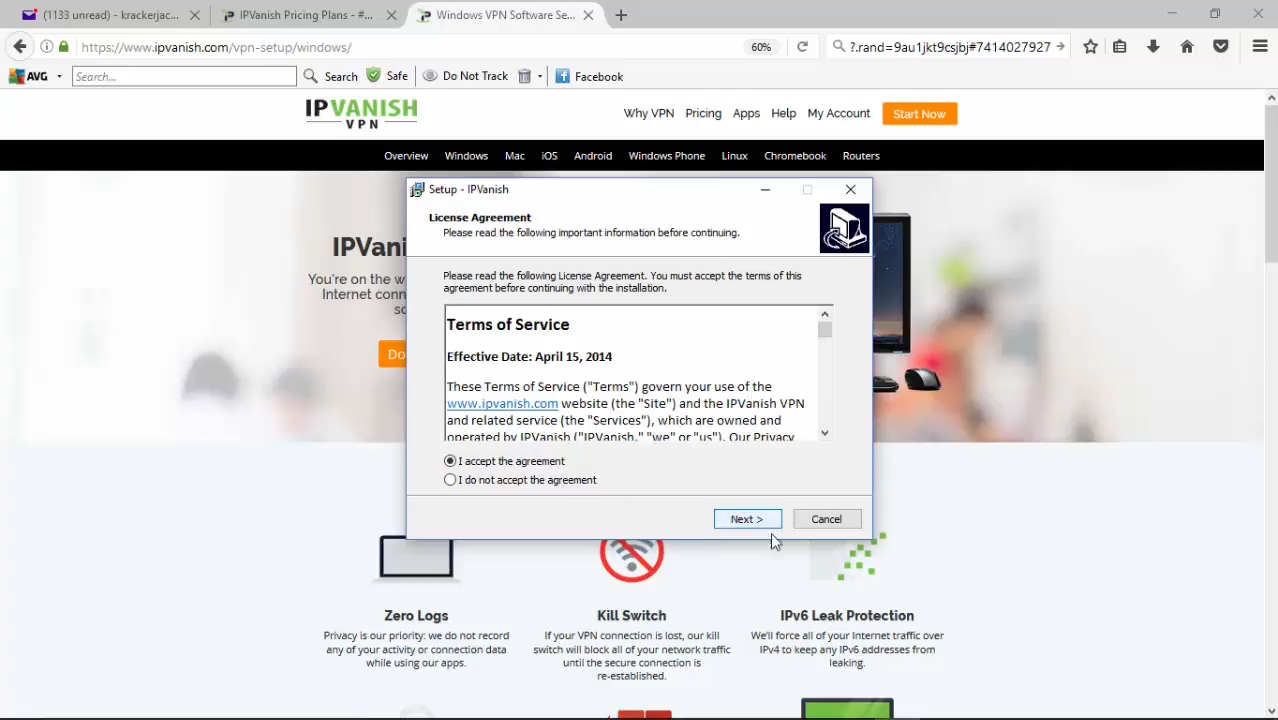 (1133 unread) - krackerjac...
IPVanish Pricing Plans - #...
Windows VPN Software Se...
https://www.ipvanish.com/vpn-setup/windows/
60%
?.rand=9au1jkt9csjbj#7414027927
AVG
Search...
Search
Safe
Do Not Track
Facebook
IPVANISH
VPN
Why VPN
Pricing
Apps
Help
My Account
Start Now
Overview
Windows
Mac
iOS
Android
Windows Phone
Linux
Chromebook
Routers
Setup - IPVanish
License Agreement
Please read the following important information before continuing.
IPVani
You're on the w
Internet conn
Do
Please read the following License Agreement. You must accept the terms of this
agreement before continuing with the installation.
Terms of Service
Effective Date: April 15, 2014
These Terms of Service ("Terms") govern your use of the
www.ipvanish.com website (the "Site") and the IPVanish VPN
and related service (the "Services"), which are owned and
operated by IPVanish ("IPVanish," "we" or "us"). Our Privacy
I accept the agreement
I do not accept the agreement
Next >
Cancel
Zero Logs
Privacy is our priority: we do not record
any of your activity or connection data
while using our apps.
Kill Switch
If your VPN connection is lost, our kill
switch will block all of your network traffic
until the secure connection is
re-established.
IPv6 Leak Protection
We'll force all of your Internet traffic over
IPv4 to keep any IPv6 addresses from
leaking.